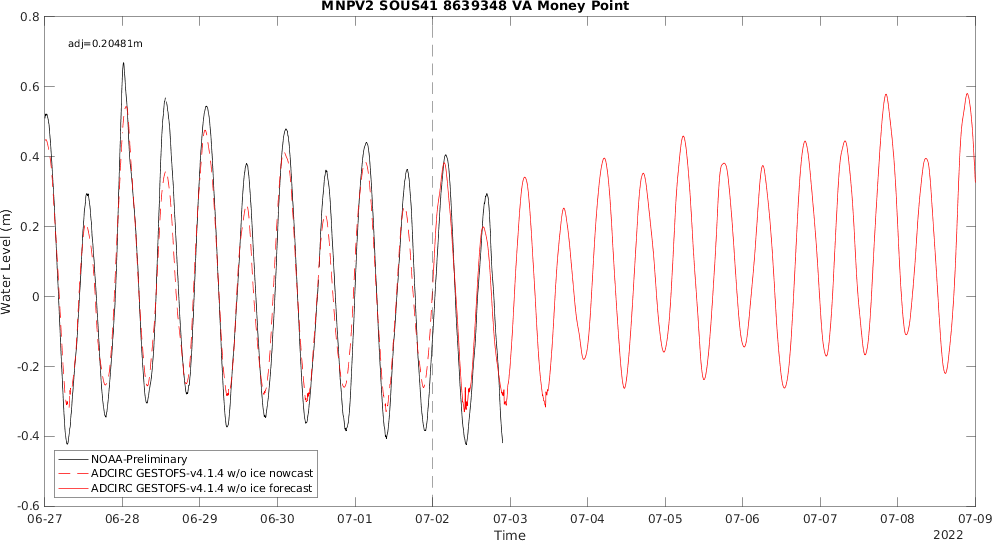 MNPV2 SOUS41 8639348 VA Money Point
adj=0.20481m
0.8
0.6
0.4
0.2
0
-0.2
-0.4
-0.6
Water Level (m)
NOAA-Preliminary
ADCIRC GESTOFS-v4.1.4 w/o ice nowcast
ADCIRC GESTOFS-v4.1.4 w/o ice forecast
06-27 06-28 06-29 06-30 07-01 07-02 07-03 07-04 07-05 07-06 07-07 07-08 07-09
Time
2022